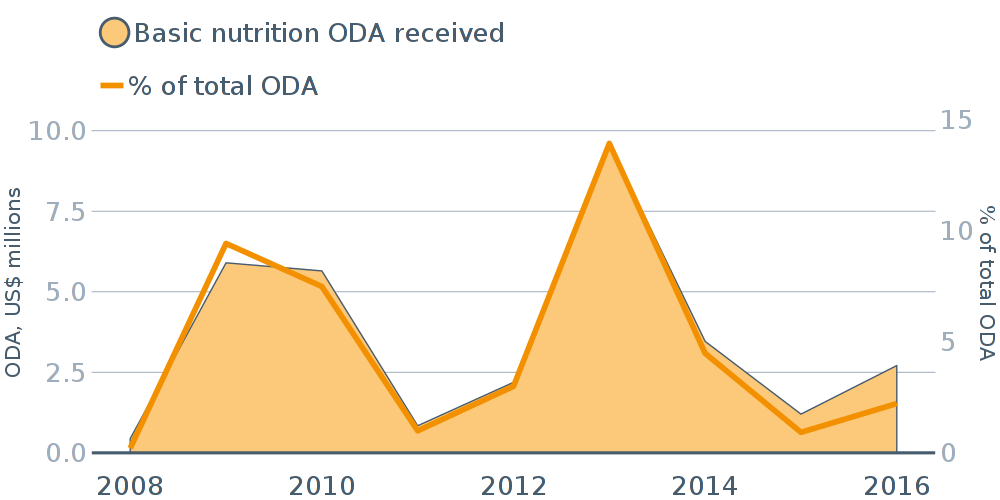 Basic nutrition ODA received
% of total ODA
ODA, US$ millions
10.0
7.5
5.0
2.5
0.0
15
10
5
0
% of total ODA
2008 2010 2012 2014 2016